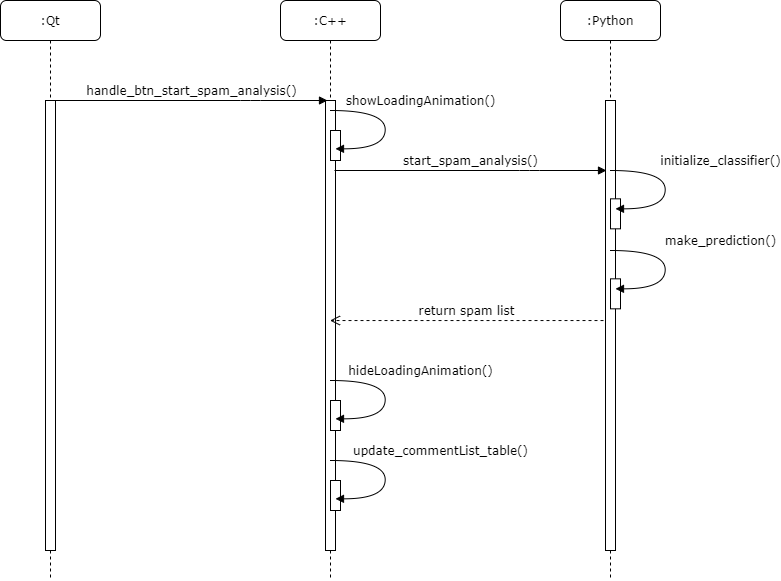 :Qt
:C++
:Python
handle_btn_start_spam_analysis()
showLoadingAnimation()
start_spam_analysis()
initialize_classifier()
make_prediction()
return spam list
hideLoadingAnimation()
update_commentList_table()